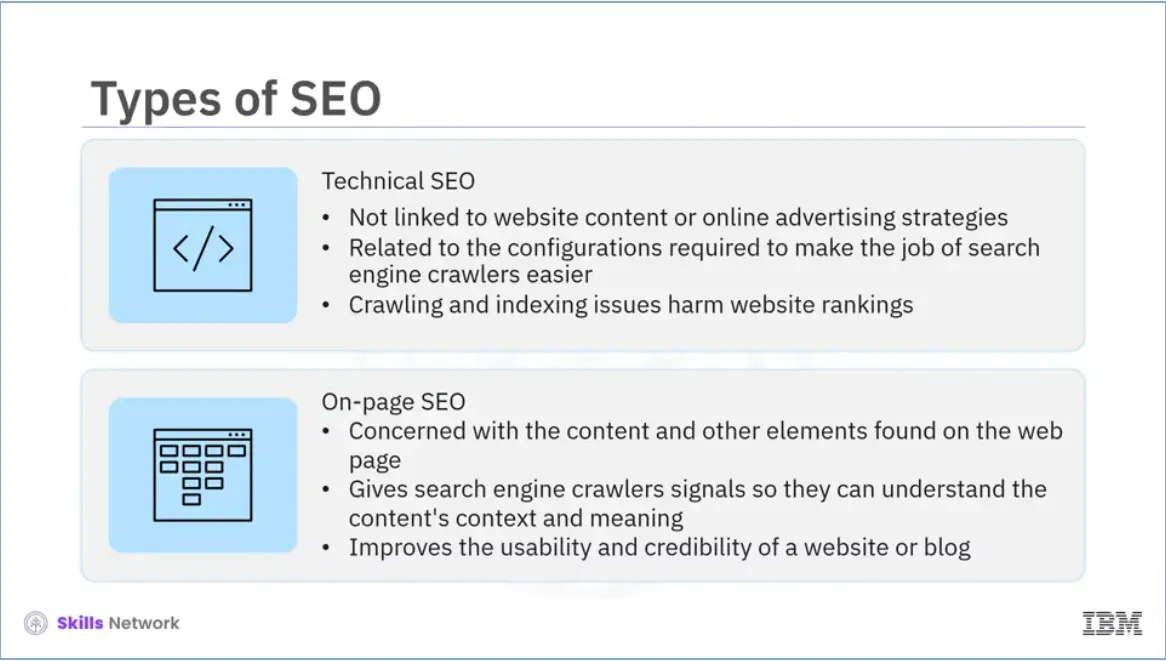 Types of SEO
Technical SEO
• Not linked to website content or online advertising strategies
• Related to the configurations required to make the job of search
engine crawlers easier
• Crawling and indexing issues harm website rankings
On-page SEO
• Concerned with the content and other elements found on the web
page
• Gives search engine crawlers signals so they can understand the
content's context and meaning
• Improves the usability and credibility of a website or blog
Skills Network
IBM